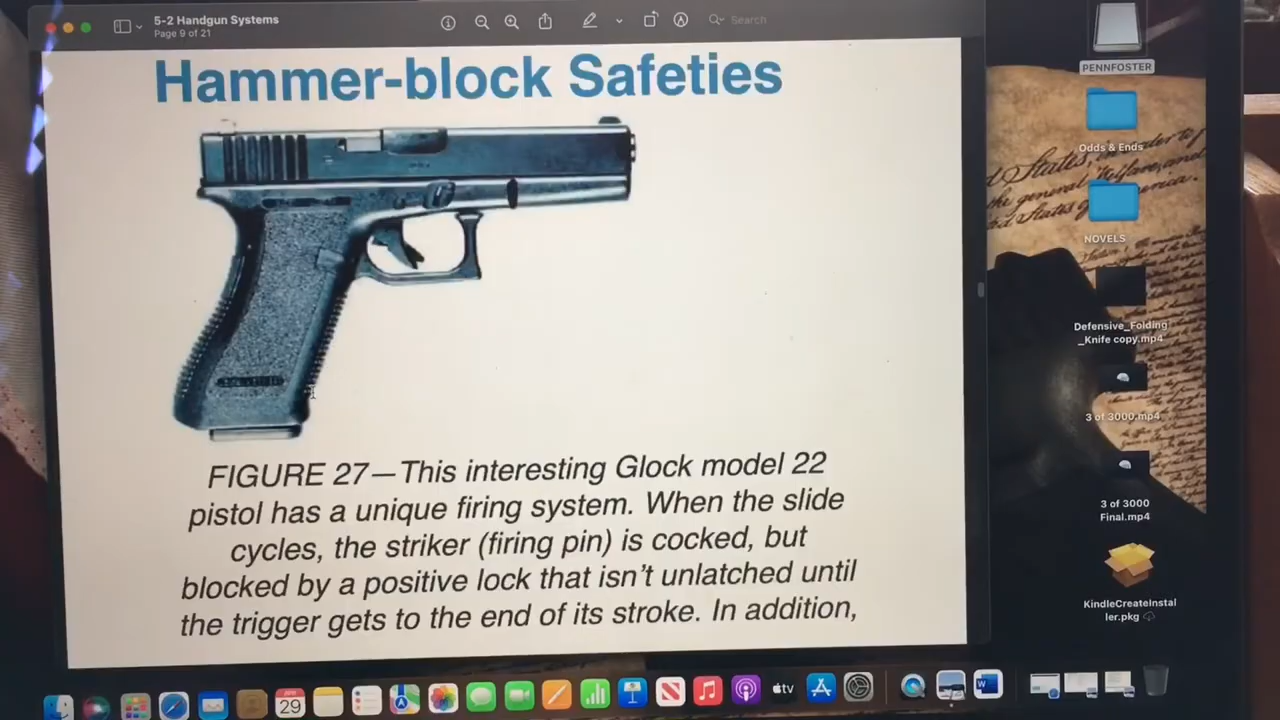 5-2 Handgun Systems
Page 9 of 21
Search
Hammer-block Safeties
FIGURE 27—This interesting Glock model 22
pistol has a unique firing system. When the slide
cycles, the striker (firing pin) is cocked, but
blocked by a positive lock that isn't unlatched until
the trigger gets to the end of its stroke. In addition,
PENNFOSTER
Odds & Ends
NOVELS
Defensive_Folding
_Knife copy.mp4
3 of 3000.mp4
3 of 3000
Final.mp4
KindleCreateInstal
ler.pkg
29
tv